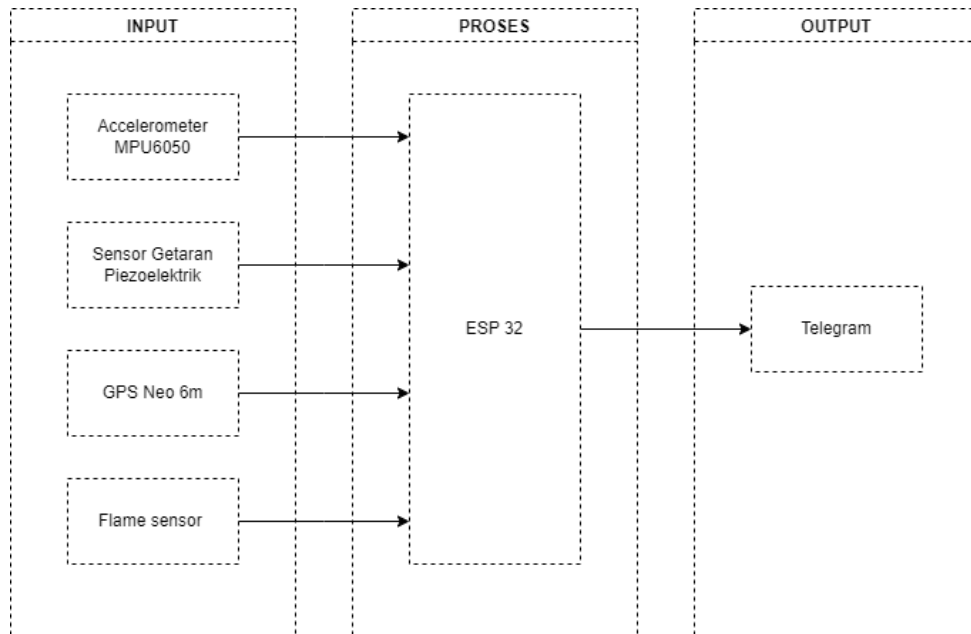 INPUT
PROSES
OUTPUT
Accelerometer
MPU6050
Sensor Getaran
Piezoelektrik
GPS Neo 6m
Flame sensor
ESP 32
Telegram